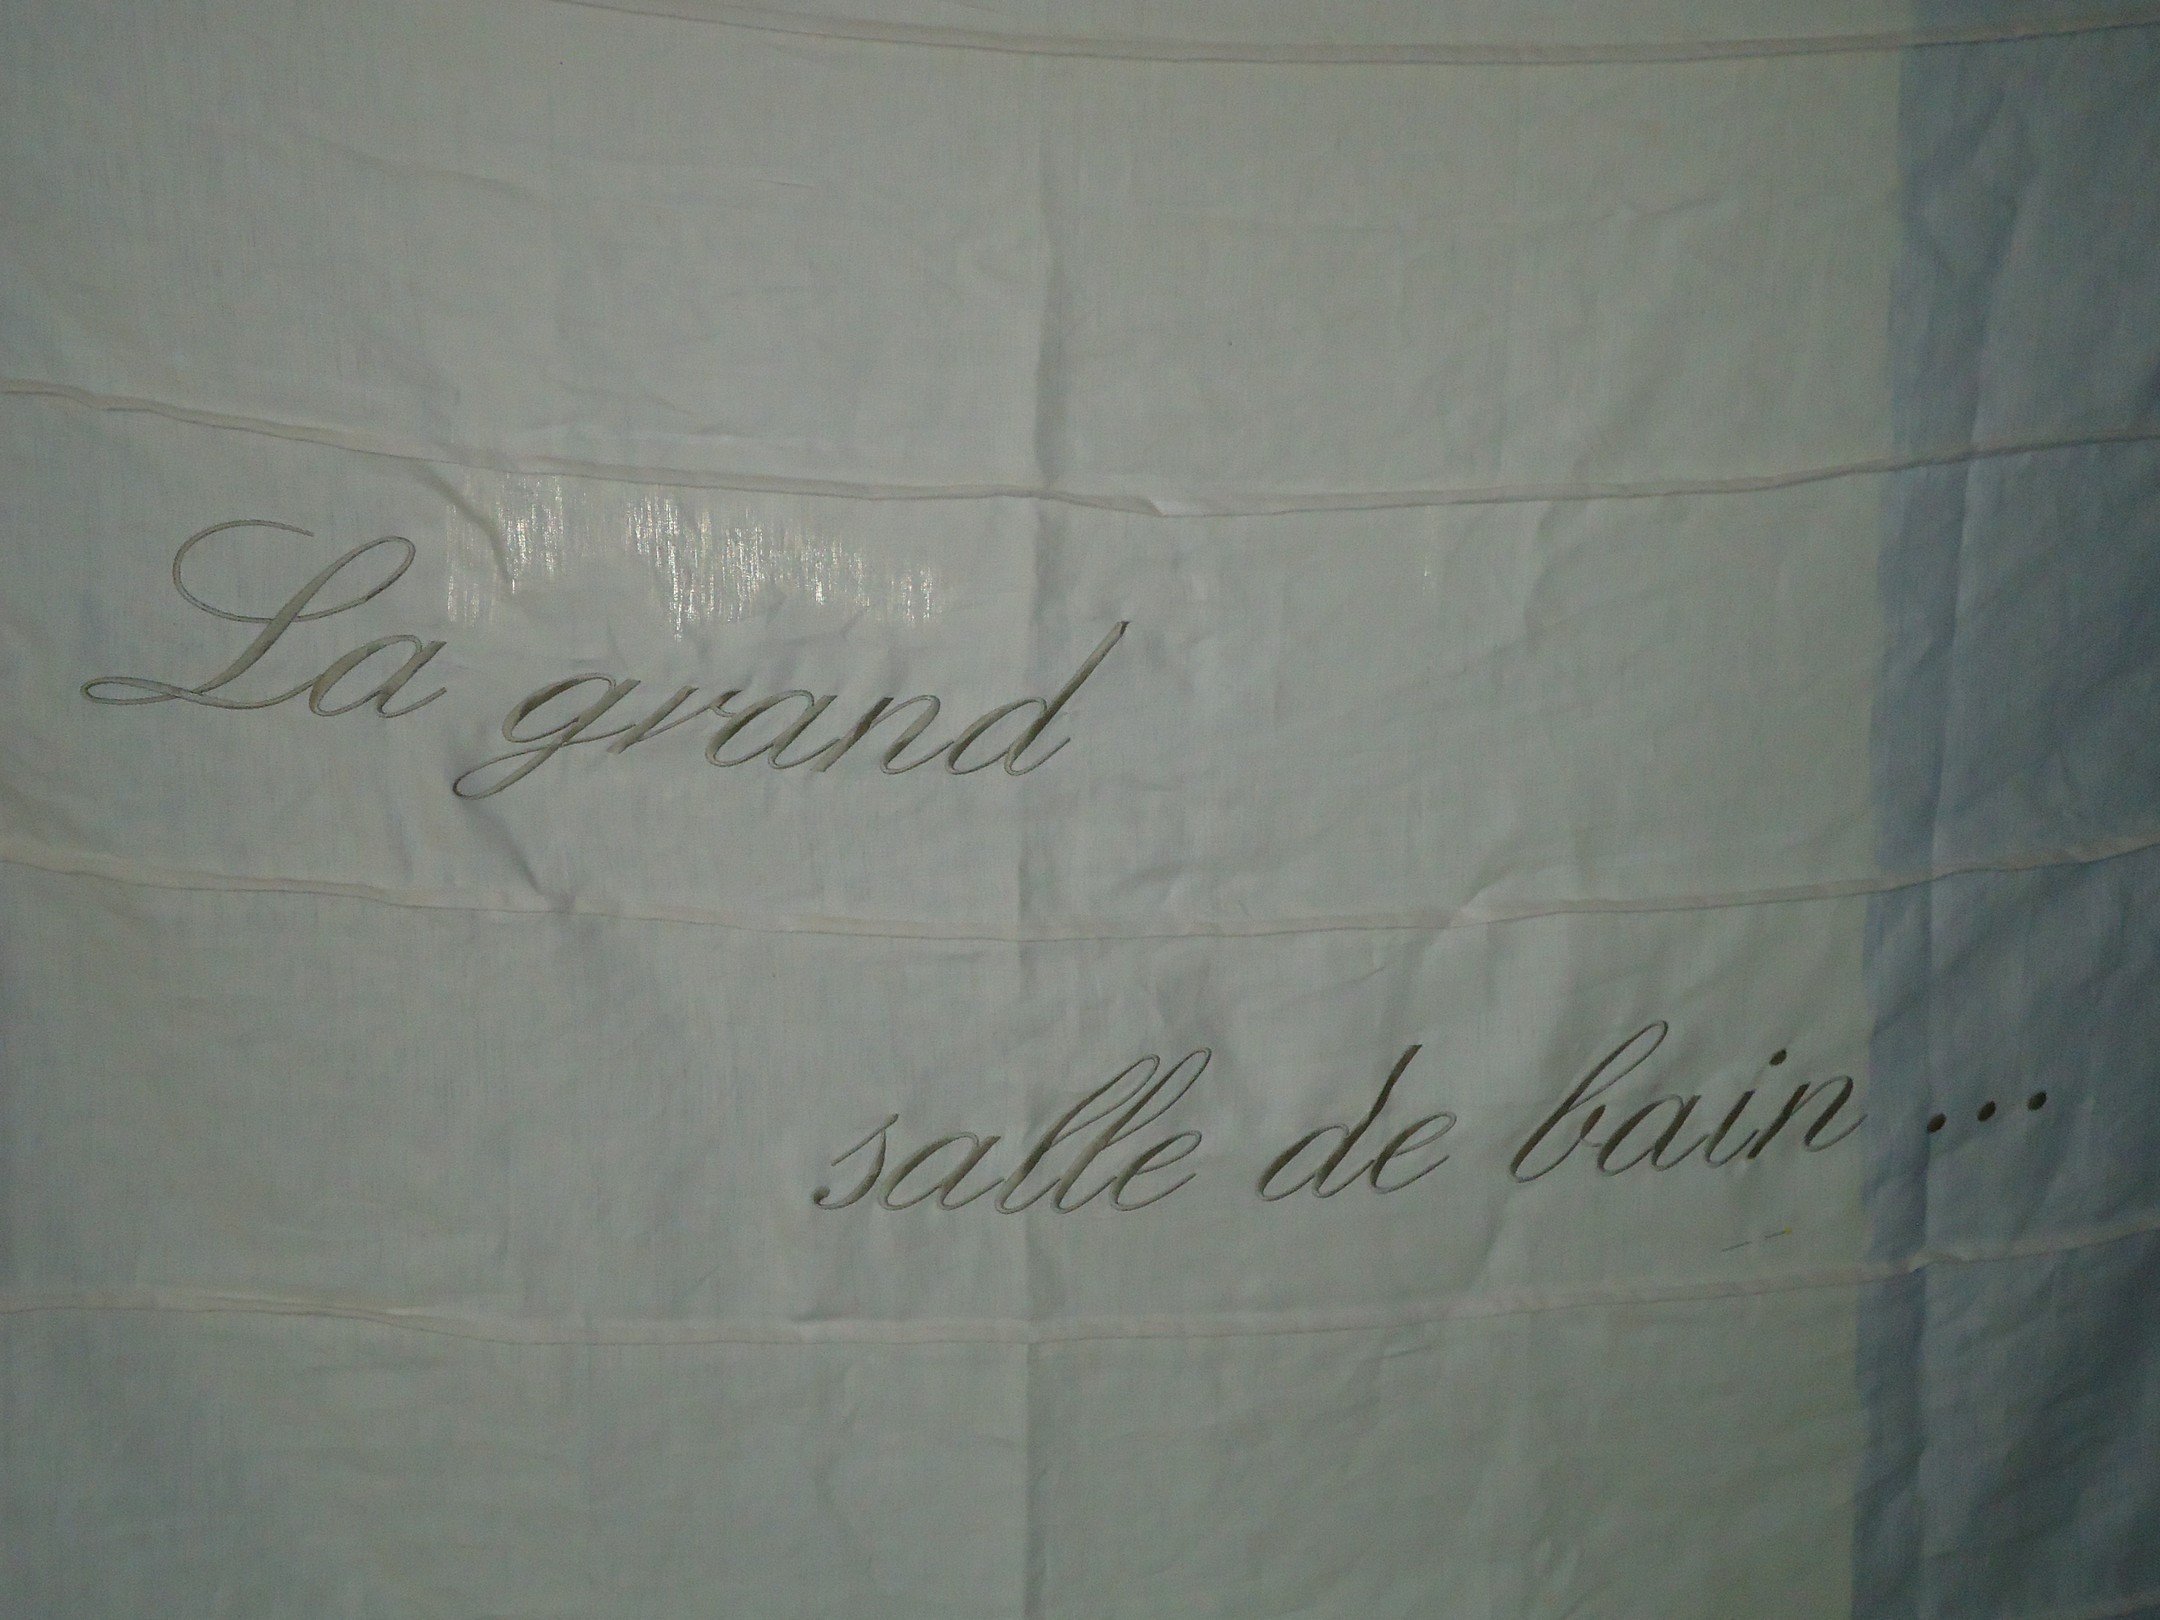 La grand
salle de bain ...